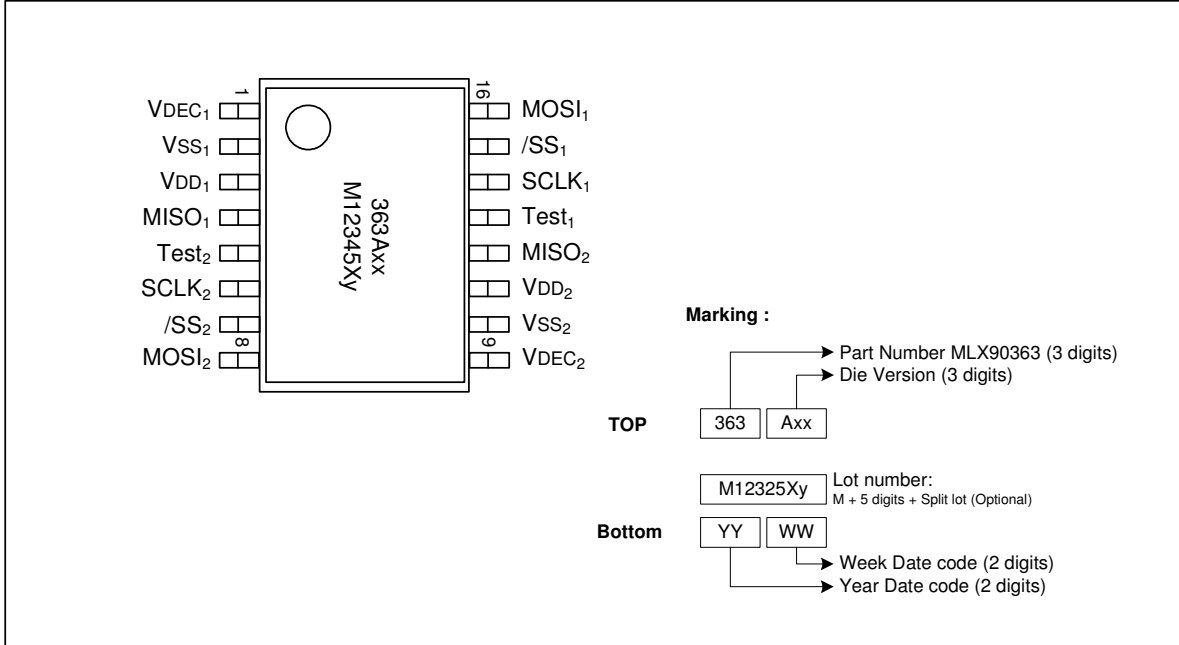 1
16
VDEC₁
MOSI₁
VSS₁
/SS₁
VDD₁
SCLK₁
MISO₁
Test₁
Test₂
MISO₂
SCLK₂
VDD₂
/SS₂
VSS₂
8
9
MOSI₂
VDEC₂
363Axx
M12345Xy
Marking :
Part Number MLX90363 (3 digits)
Die Version (3 digits)
TOP 363 Axx
M12325Xy Lot number:
M + 5 digits + Split lot (Optional)
Bottom YY WW
Week Date code (2 digits)
Year Date code (2 digits)